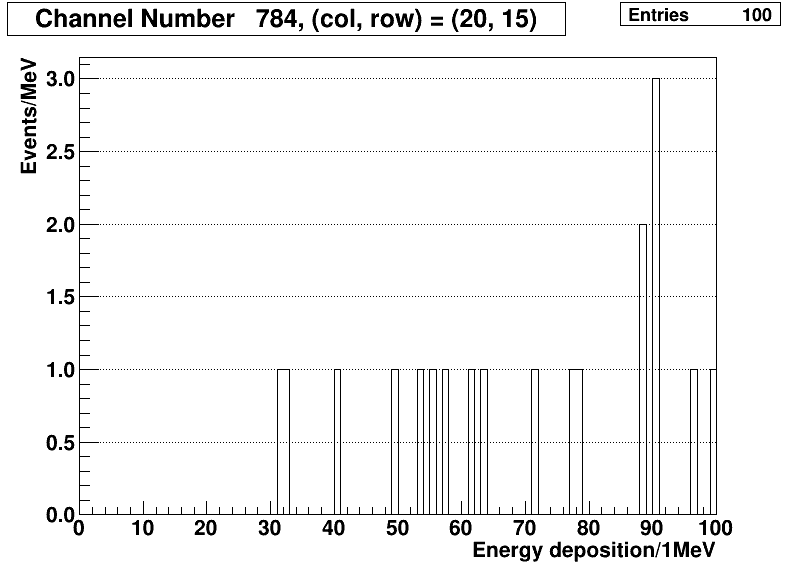 Channel Number 784, (col, row) = (20, 15)
Entries 100
Events/MeV
3.0
2.5
2.0
1.5
1.0
0.5
0.0
0 10 20 30 40 50 60 70 80 90 100
Energy deposition/1MeV